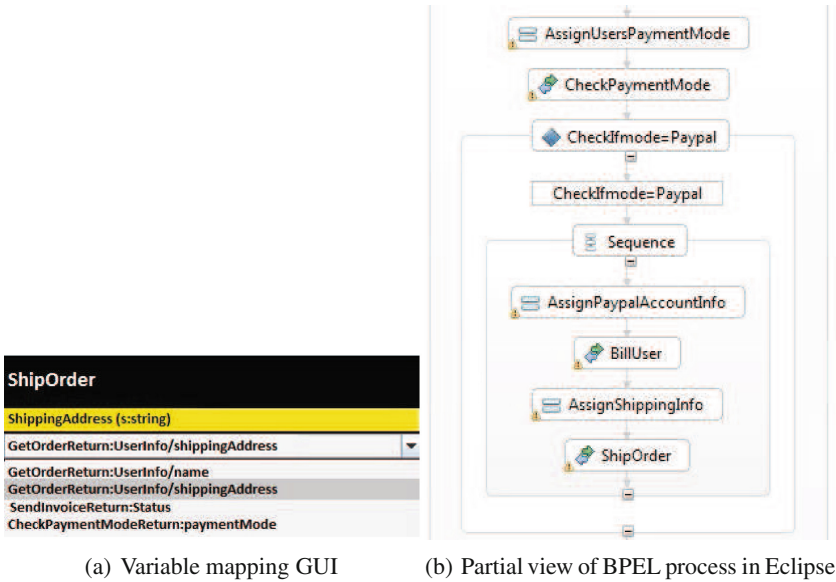 ShipOrder
ShippingAddress (s:string)
GetOrderReturn:UserInfo/shippingAddress
GetOrderReturn:UserInfo/name
GetOrderReturn:UserInfo/shippingAddress
SendInvoiceReturn:Status
CheckPaymentModeReturn:paymentMode
(a) Variable mapping GUI
AssignUsersPaymentMode
CheckPaymentMode
CheckIfmode=Paypal
CheckIfmode=Paypal
Sequence
AssignPaypalAccountInfo
BillUser
AssignShippingInfo
ShipOrder
(b) Partial view of BPEL process in Eclipse